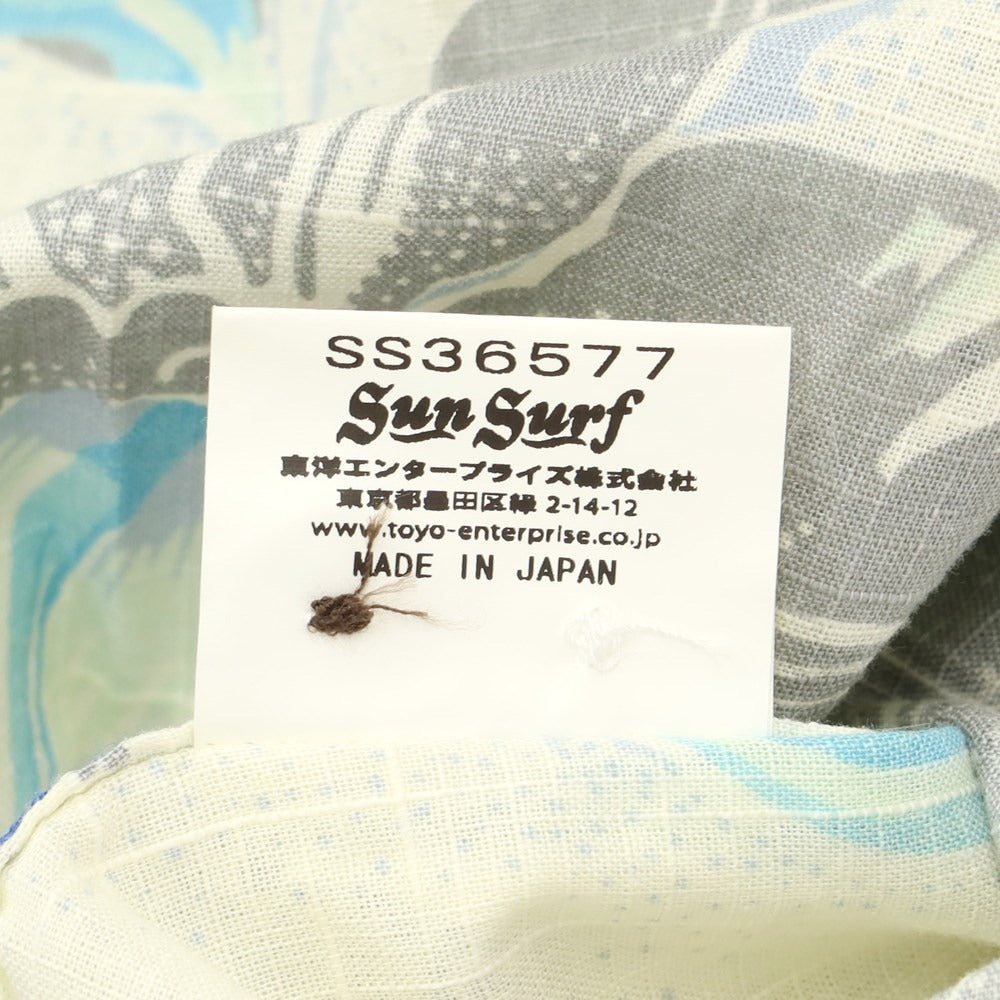 SS36577
Sun Surf
東洋エンタープライズ株式会社
東京都墨田区緑 2-14-12
www.toyo-enterprise.co.jp
MADE IN JAPAN